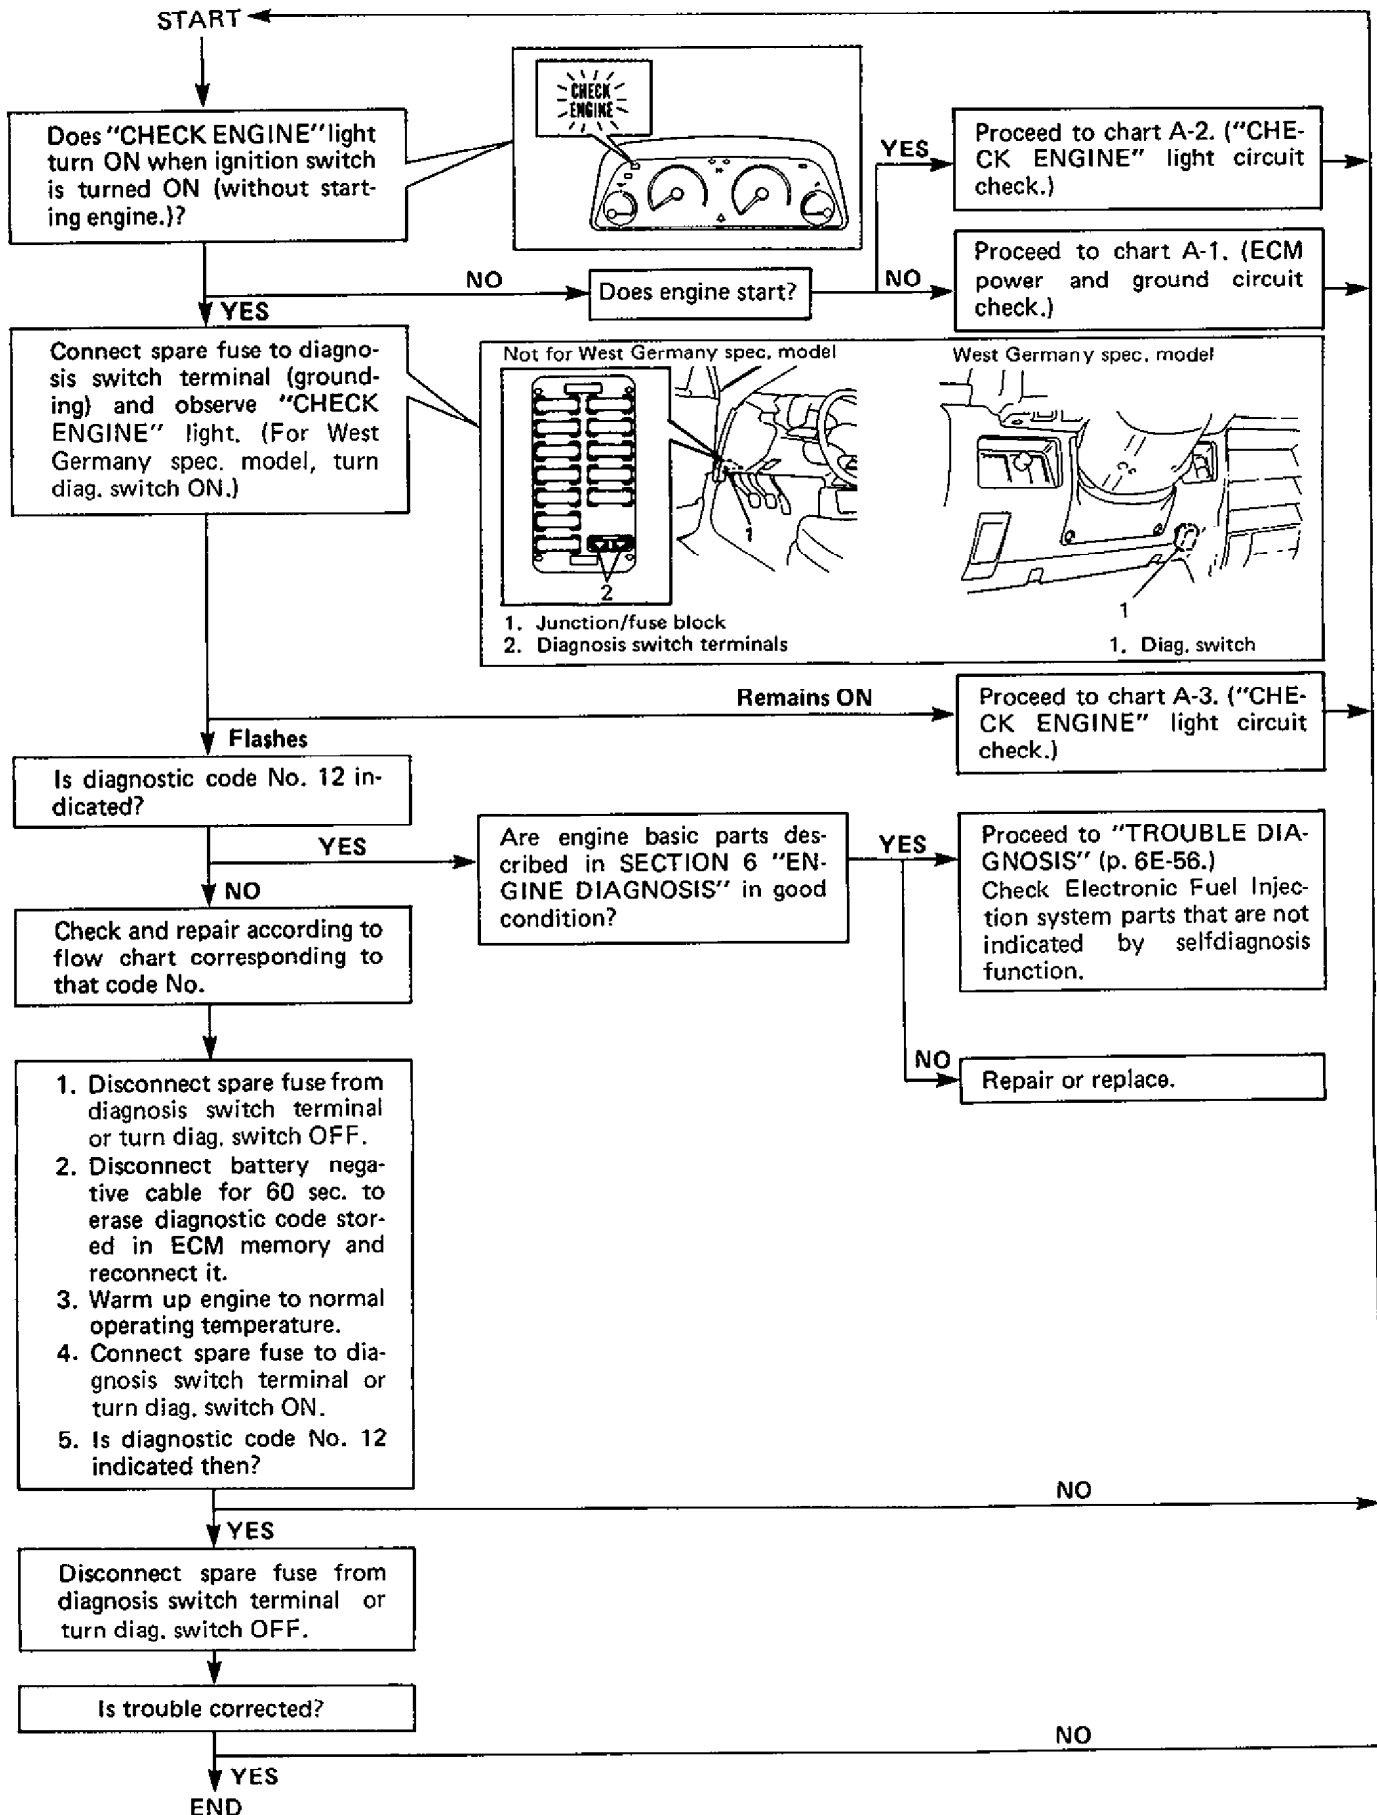 START
CHECK
ENGINE
Does "CHECK ENGINE" light
turn ON when ignition switch
is turned ON (without start-
ing engine.)?
YES
Proceed to chart A-2. ("CHE-
CK ENGINE" light circuit
check.)
NO
Does engine start?
NO
Proceed to chart A-1. (ECM
power and ground circuit
check.)
YES
Connect spare fuse to diagno-
sis switch terminal (ground-
ing) and observe "CHECK
ENGINE" light. (For West
Germany spec. model, turn
diag. switch ON.)
Not for West Germany spec. model
1
2
1. Junction/fuse block
2. Diagnosis switch terminals
West Germany spec. model
1
1. Diag. switch
Remains ON
Proceed to chart A-3. ("CHE-
CK ENGINE" light circuit
check.)
Flashes
Is diagnostic code No. 12 in-
dicated?
YES
Are engine basic parts des-
cribed in SECTION 6 "EN-
GINE DIAGNOSIS" in good
condition?
YES
Proceed to "TROUBLE DIA-
GNOSIS" (p. 6E-56.)
Check Electronic Fuel Injec-
tion system parts that are not
indicated by selfdiagnosis
function.
NO
Repair or replace.
NO
Check and repair according to
flow chart corresponding to
that code No.
1. Disconnect spare fuse from
diagnosis switch terminal
or turn diag. switch OFF.
2. Disconnect battery nega-
tive cable for 60 sec. to
erase diagnostic code stor-
ed in ECM memory and
reconnect it.
3. Warm up engine to normal
operating temperature.
4. Connect spare fuse to dia-
gnosis switch terminal or
turn diag. switch ON.
5. Is diagnostic code No. 12
indicated then?
NO
YES
Disconnect spare fuse from
diagnosis switch terminal or
turn diag. switch OFF.
Is trouble corrected?
NO
YES
END